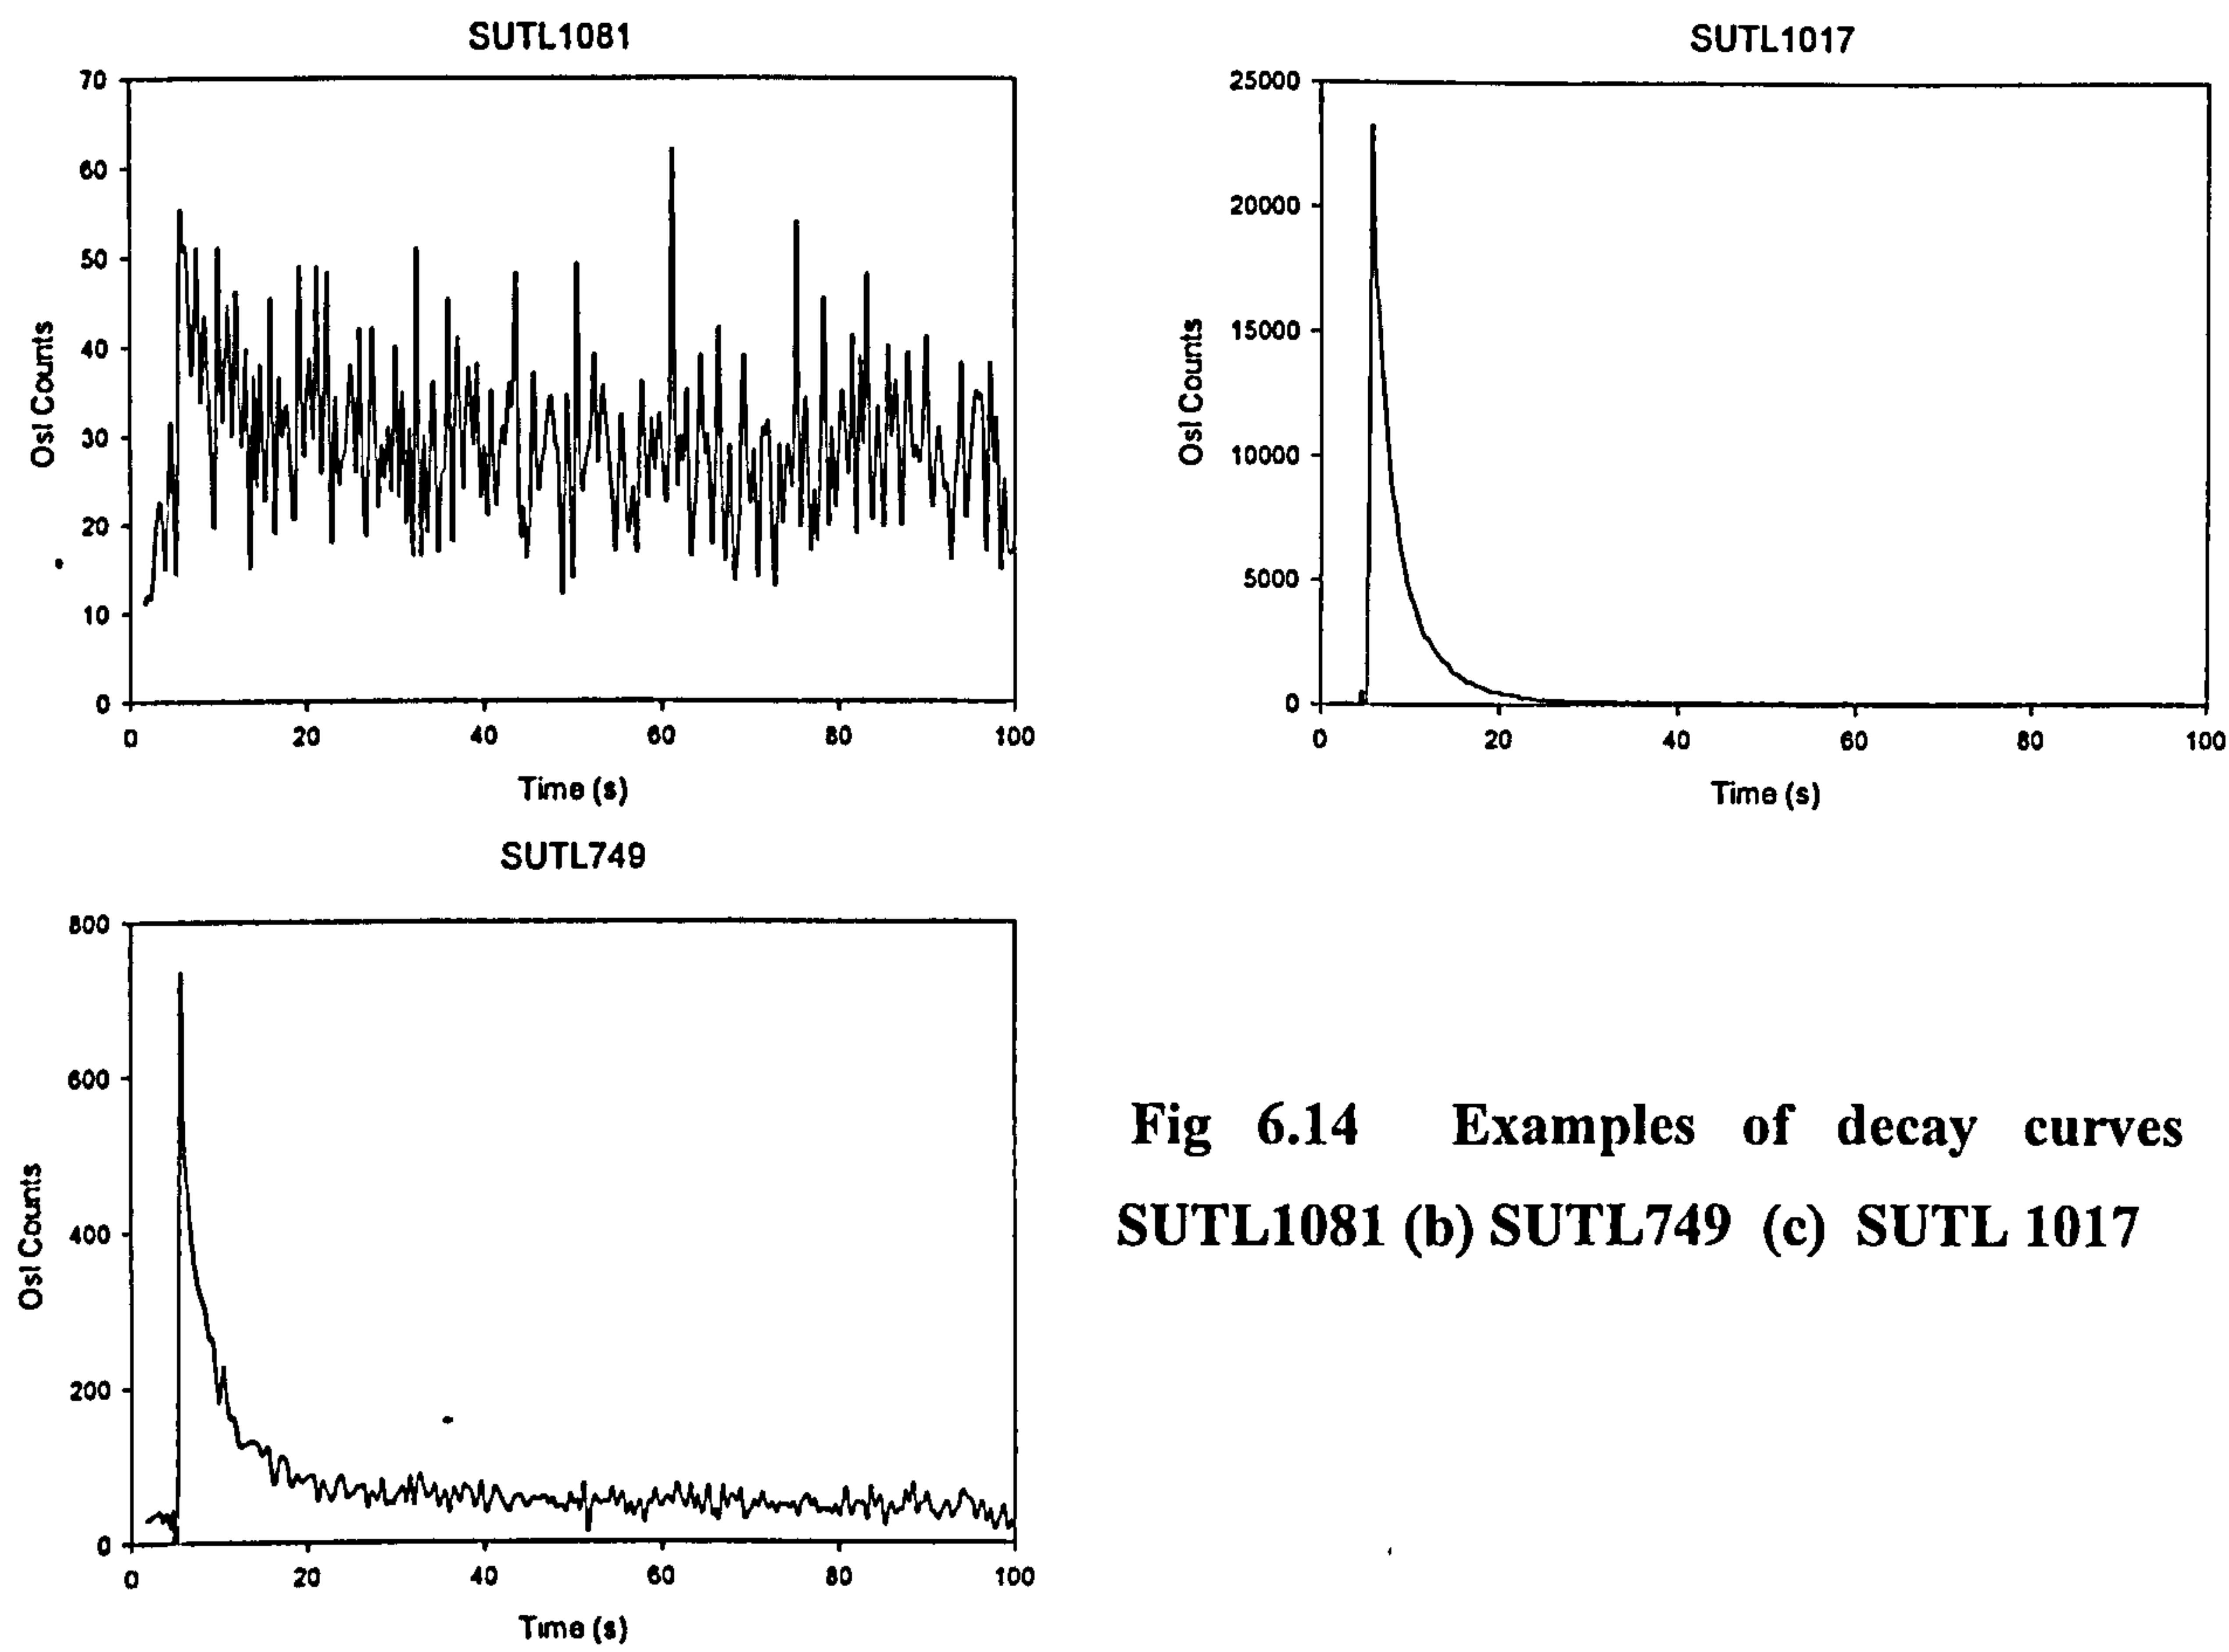 SUTL1081
70
60
50
40
30
20
10
0
Osl Counts
0 20 40 60 80 100
Time (s)
SUTL1017
25000
20000
15000
10000
5000
0
Osl Counts
0 20 40 60 80 100
Time (s)
SUTL749
800
600
400
200
0
Osl Counts
0 20 40 60 80 100
Time (s)
Fig 6.14 Examples of decay curves
SUTL1081 (b) SUTL749 (c) SUTL 1017